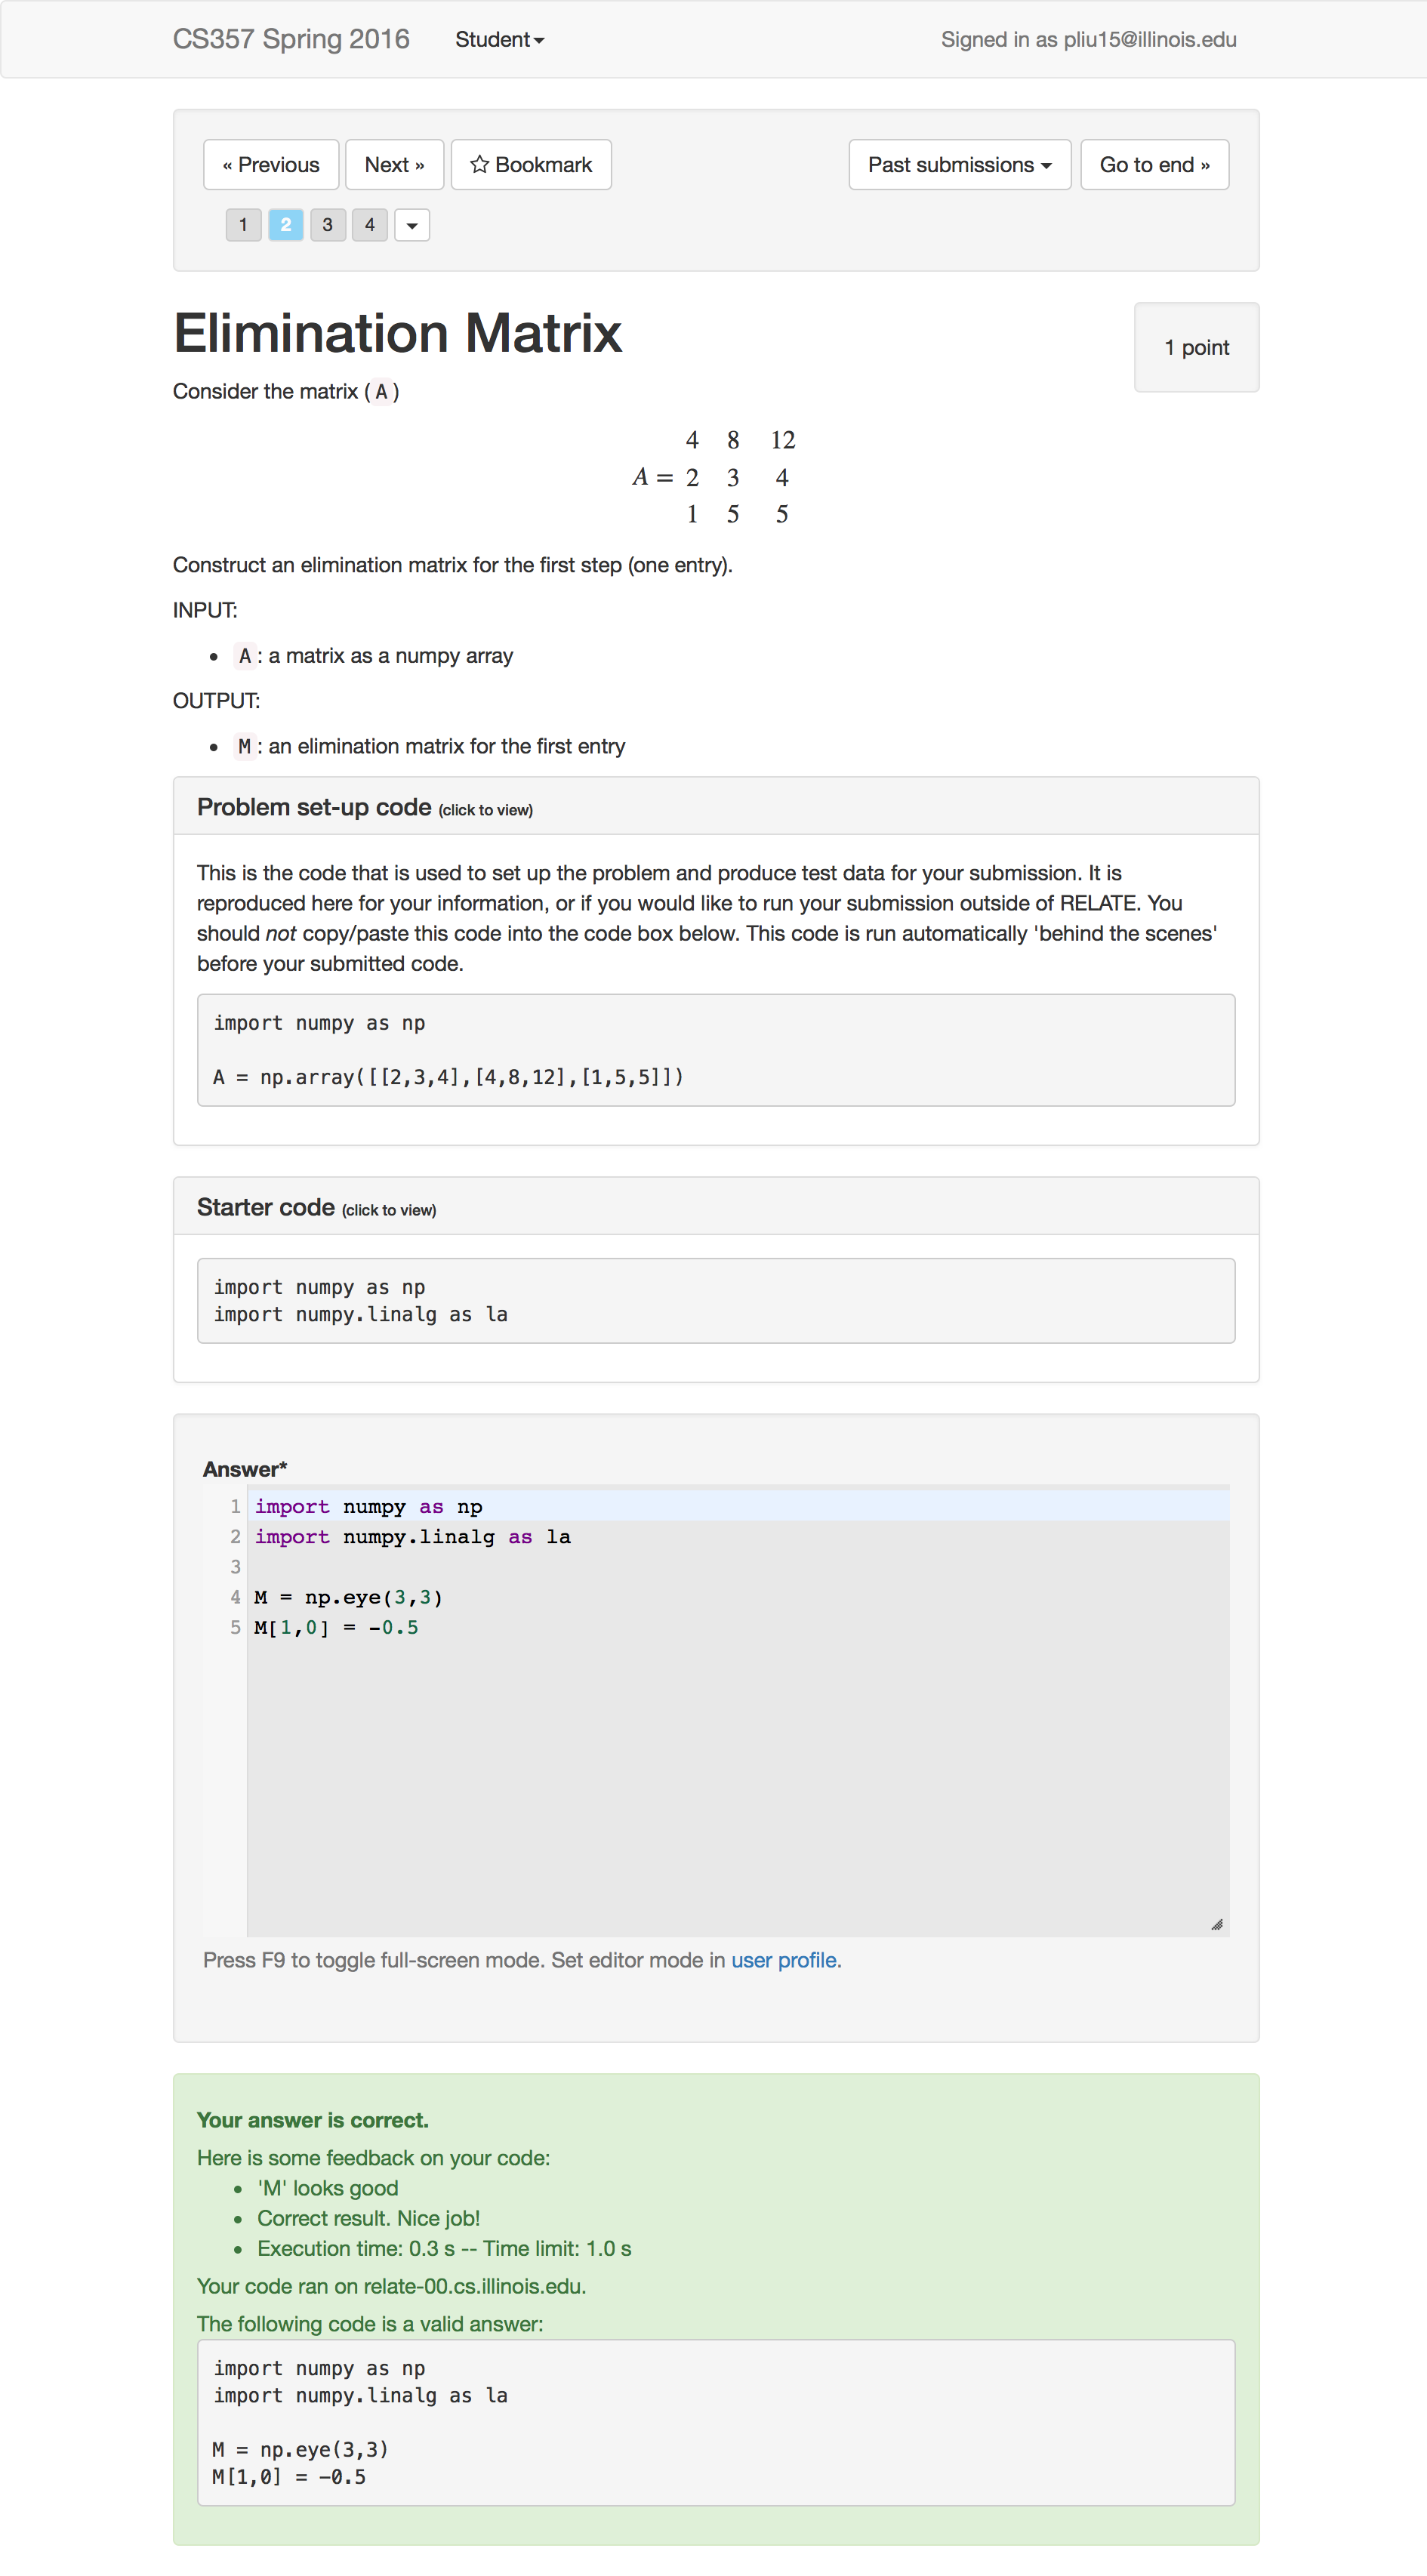 CS357 Spring 2016 Student Signed in as pliu15@illinois.edu
« Previous Next » Bookmark Past submissions Go to end »
1 2 3 4
Elimination Matrix
1 point
Consider the matrix ( A )
4 8 12
A = 2 3 4
1 5 5
Construct an elimination matrix for the first step (one entry).
INPUT:
• A : a matrix as a numpy array
OUTPUT:
• M : an elimination matrix for the first entry
Problem set-up code (click to view)
This is the code that is used to set up the problem and produce test data for your submission. It is
reproduced here for your information, or if you would like to run your submission outside of RELATE. You
should not copy/paste this code into the code box below. This code is run automatically 'behind the scenes'
before your submitted code.
import numpy as np
A = np.array([[2,3,4],[4,8,12],[1,5,5]])
Starter code (click to view)
import numpy as np
import numpy.linalg as la
Answer*
1 import numpy as np
2 import numpy.linalg as la
3
4 M = np.eye(3,3)
5 M[1,0] = -0.5
Press F9 to toggle full-screen mode. Set editor mode in user profile.
Your answer is correct.
Here is some feedback on your code:
• 'M' looks good
• Correct result. Nice job!
• Execution time: 0.3 s -- Time limit: 1.0 s
Your code ran on relate-00.cs.illinois.edu.
The following code is a valid answer:
import numpy as np
import numpy.linalg as la
M = np.eye(3,3)
M[1,0] = -0.5